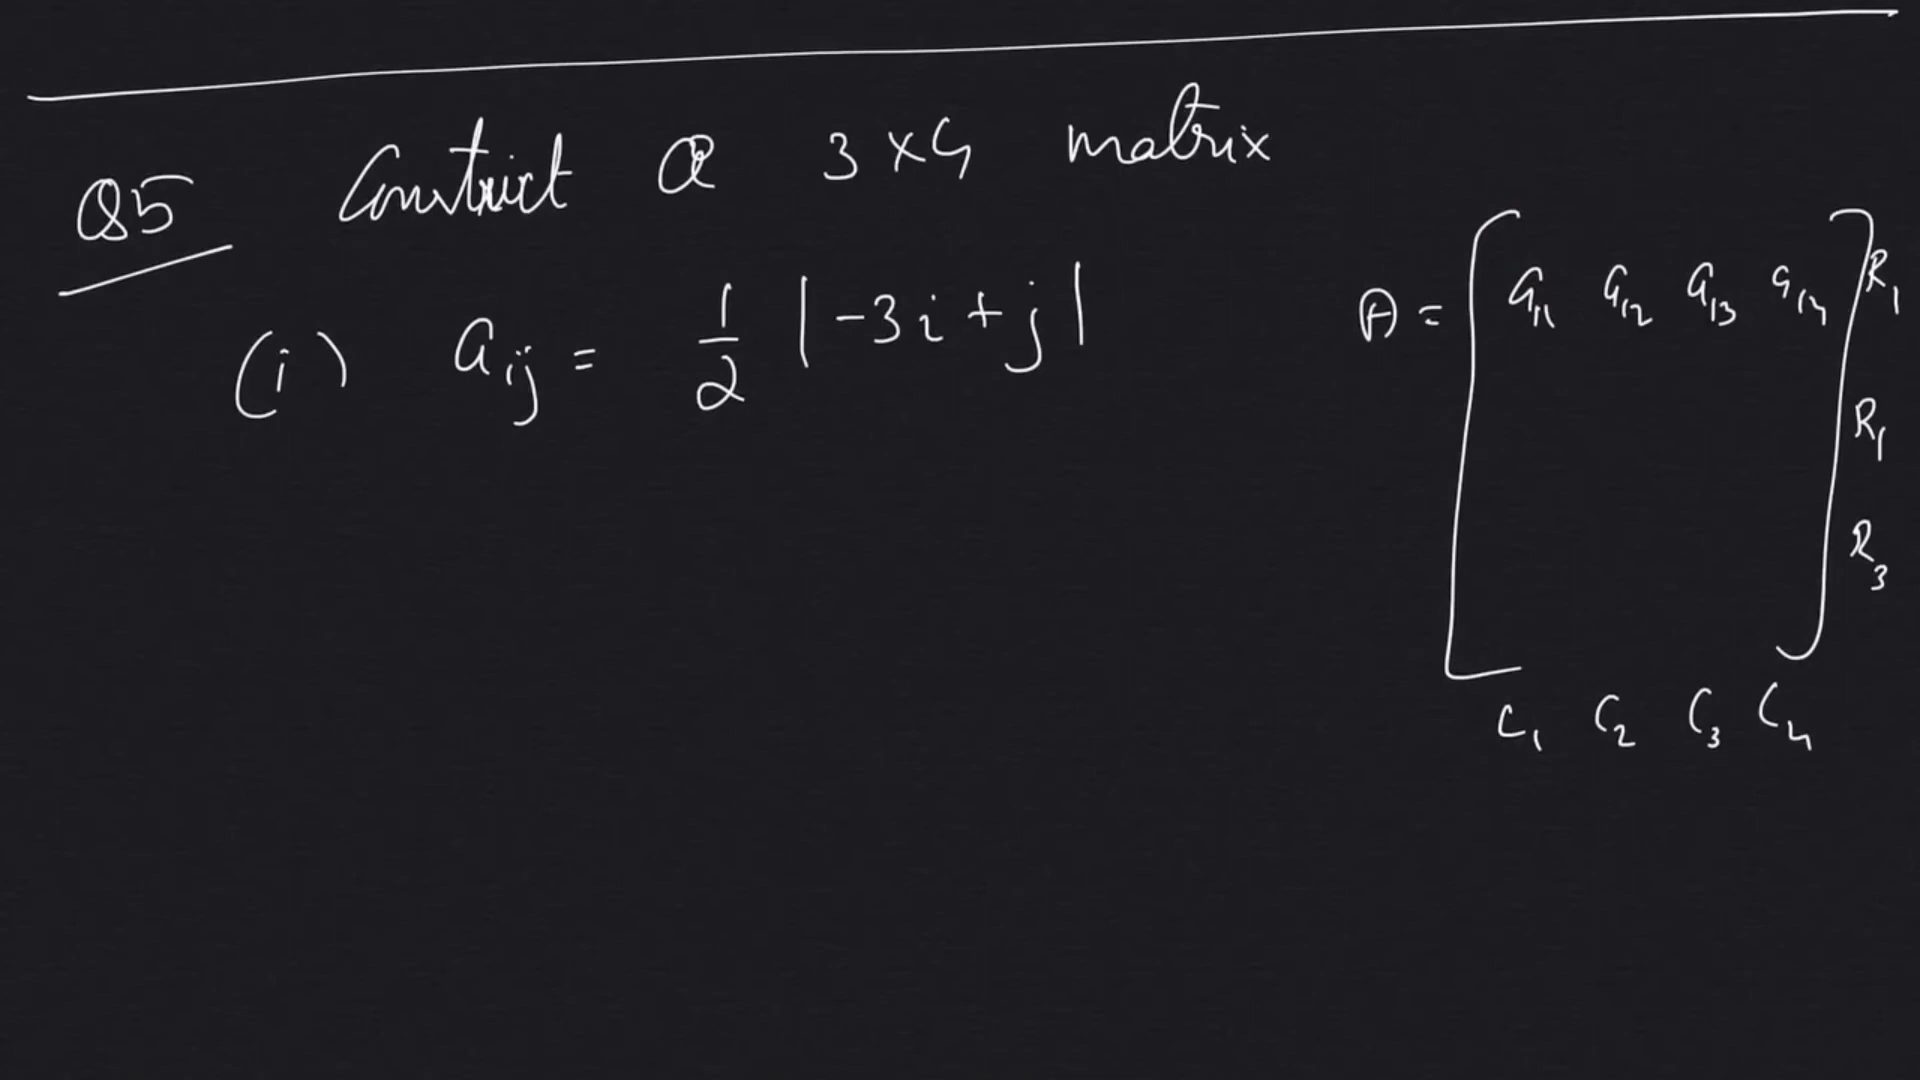 Q5 Construct a 3×4 matrix
(i) aij = 1/2 |-3i+j|
A = [ a11 a12 a13 a14 ] R1
R1
R3
C1 C2 C3 C4